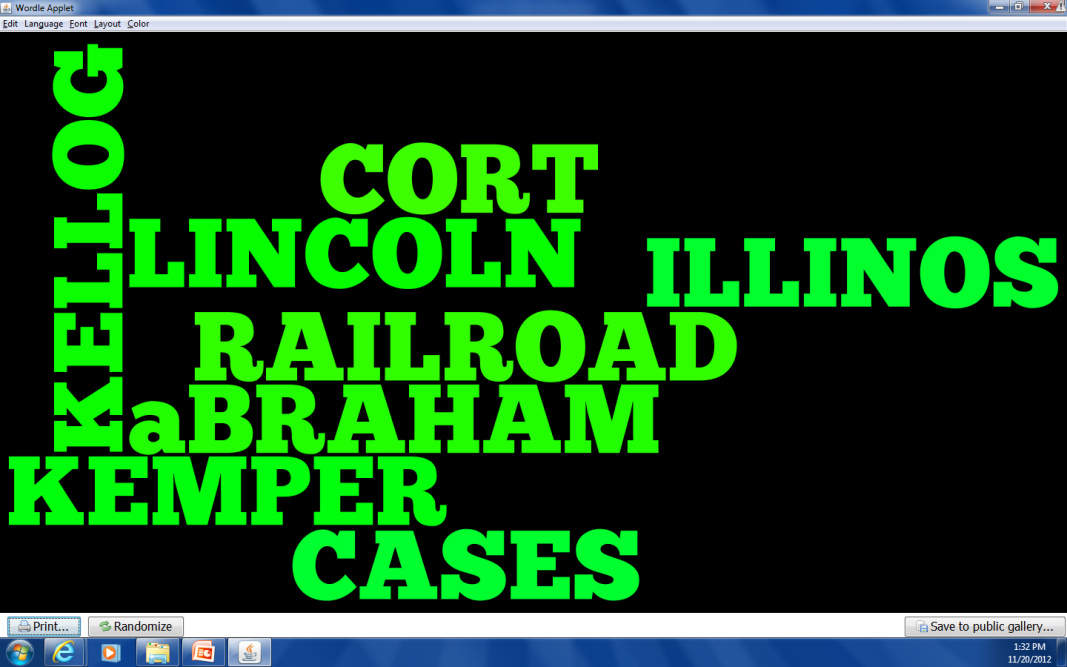 Wordle Applet
Edit Language Font Layout Color
KELLOG
CORT
LINCOLN
ILLINOS
RAILROAD
aBRAHAM
KEMPER
CASES
Print... Randomize Save to public gallery...
1:32 PM
11/20/2012